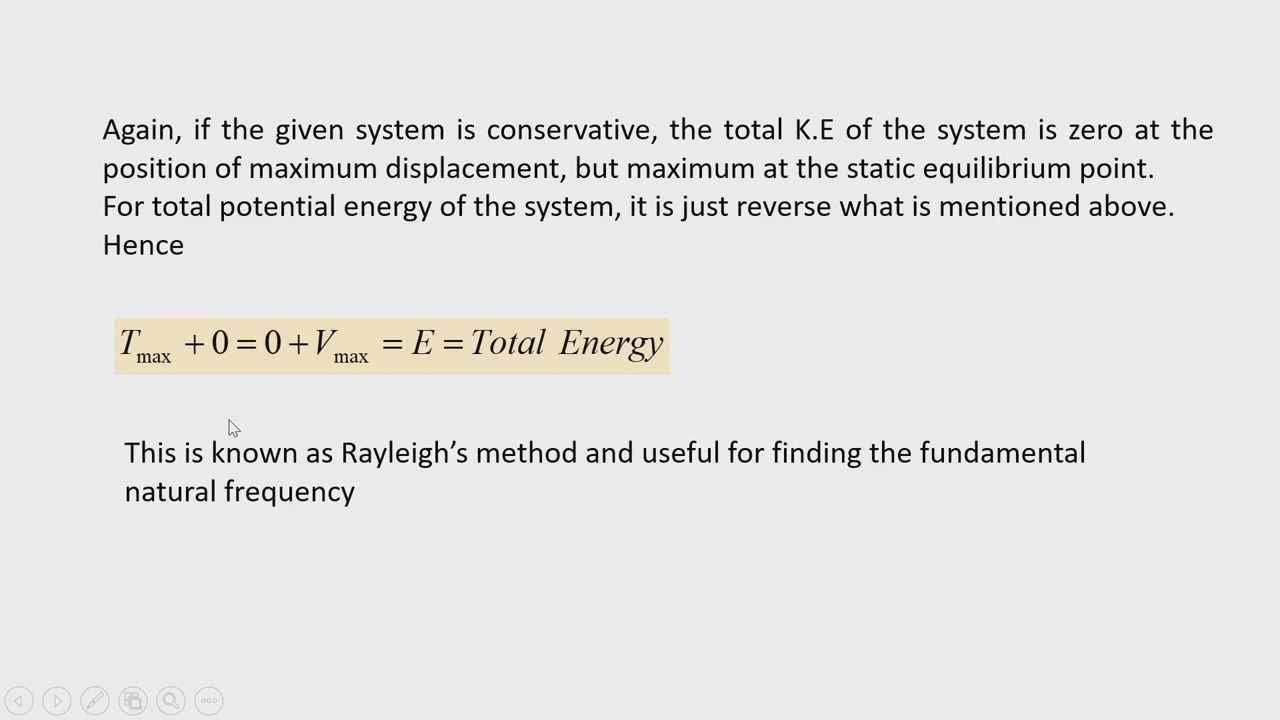 Again, if the given system is conservative, the total K.E of the system is zero at the
position of maximum displacement, but maximum at the static equilibrium point.
For total potential energy of the system, it is just reverse what is mentioned above.
Hence
T_max + 0 = 0 + V_max = E = Total Energy
This is known as Rayleigh’s method and useful for finding the fundamental
natural frequency